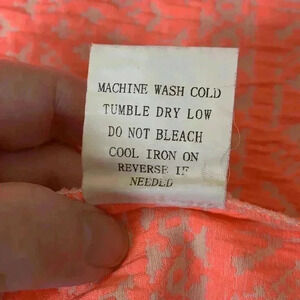 MACHINE WASH COLD
TUMBLE DRY LOW
DO NOT BLEACH
COOL IRON ON
REVERSE IF
NEEDED